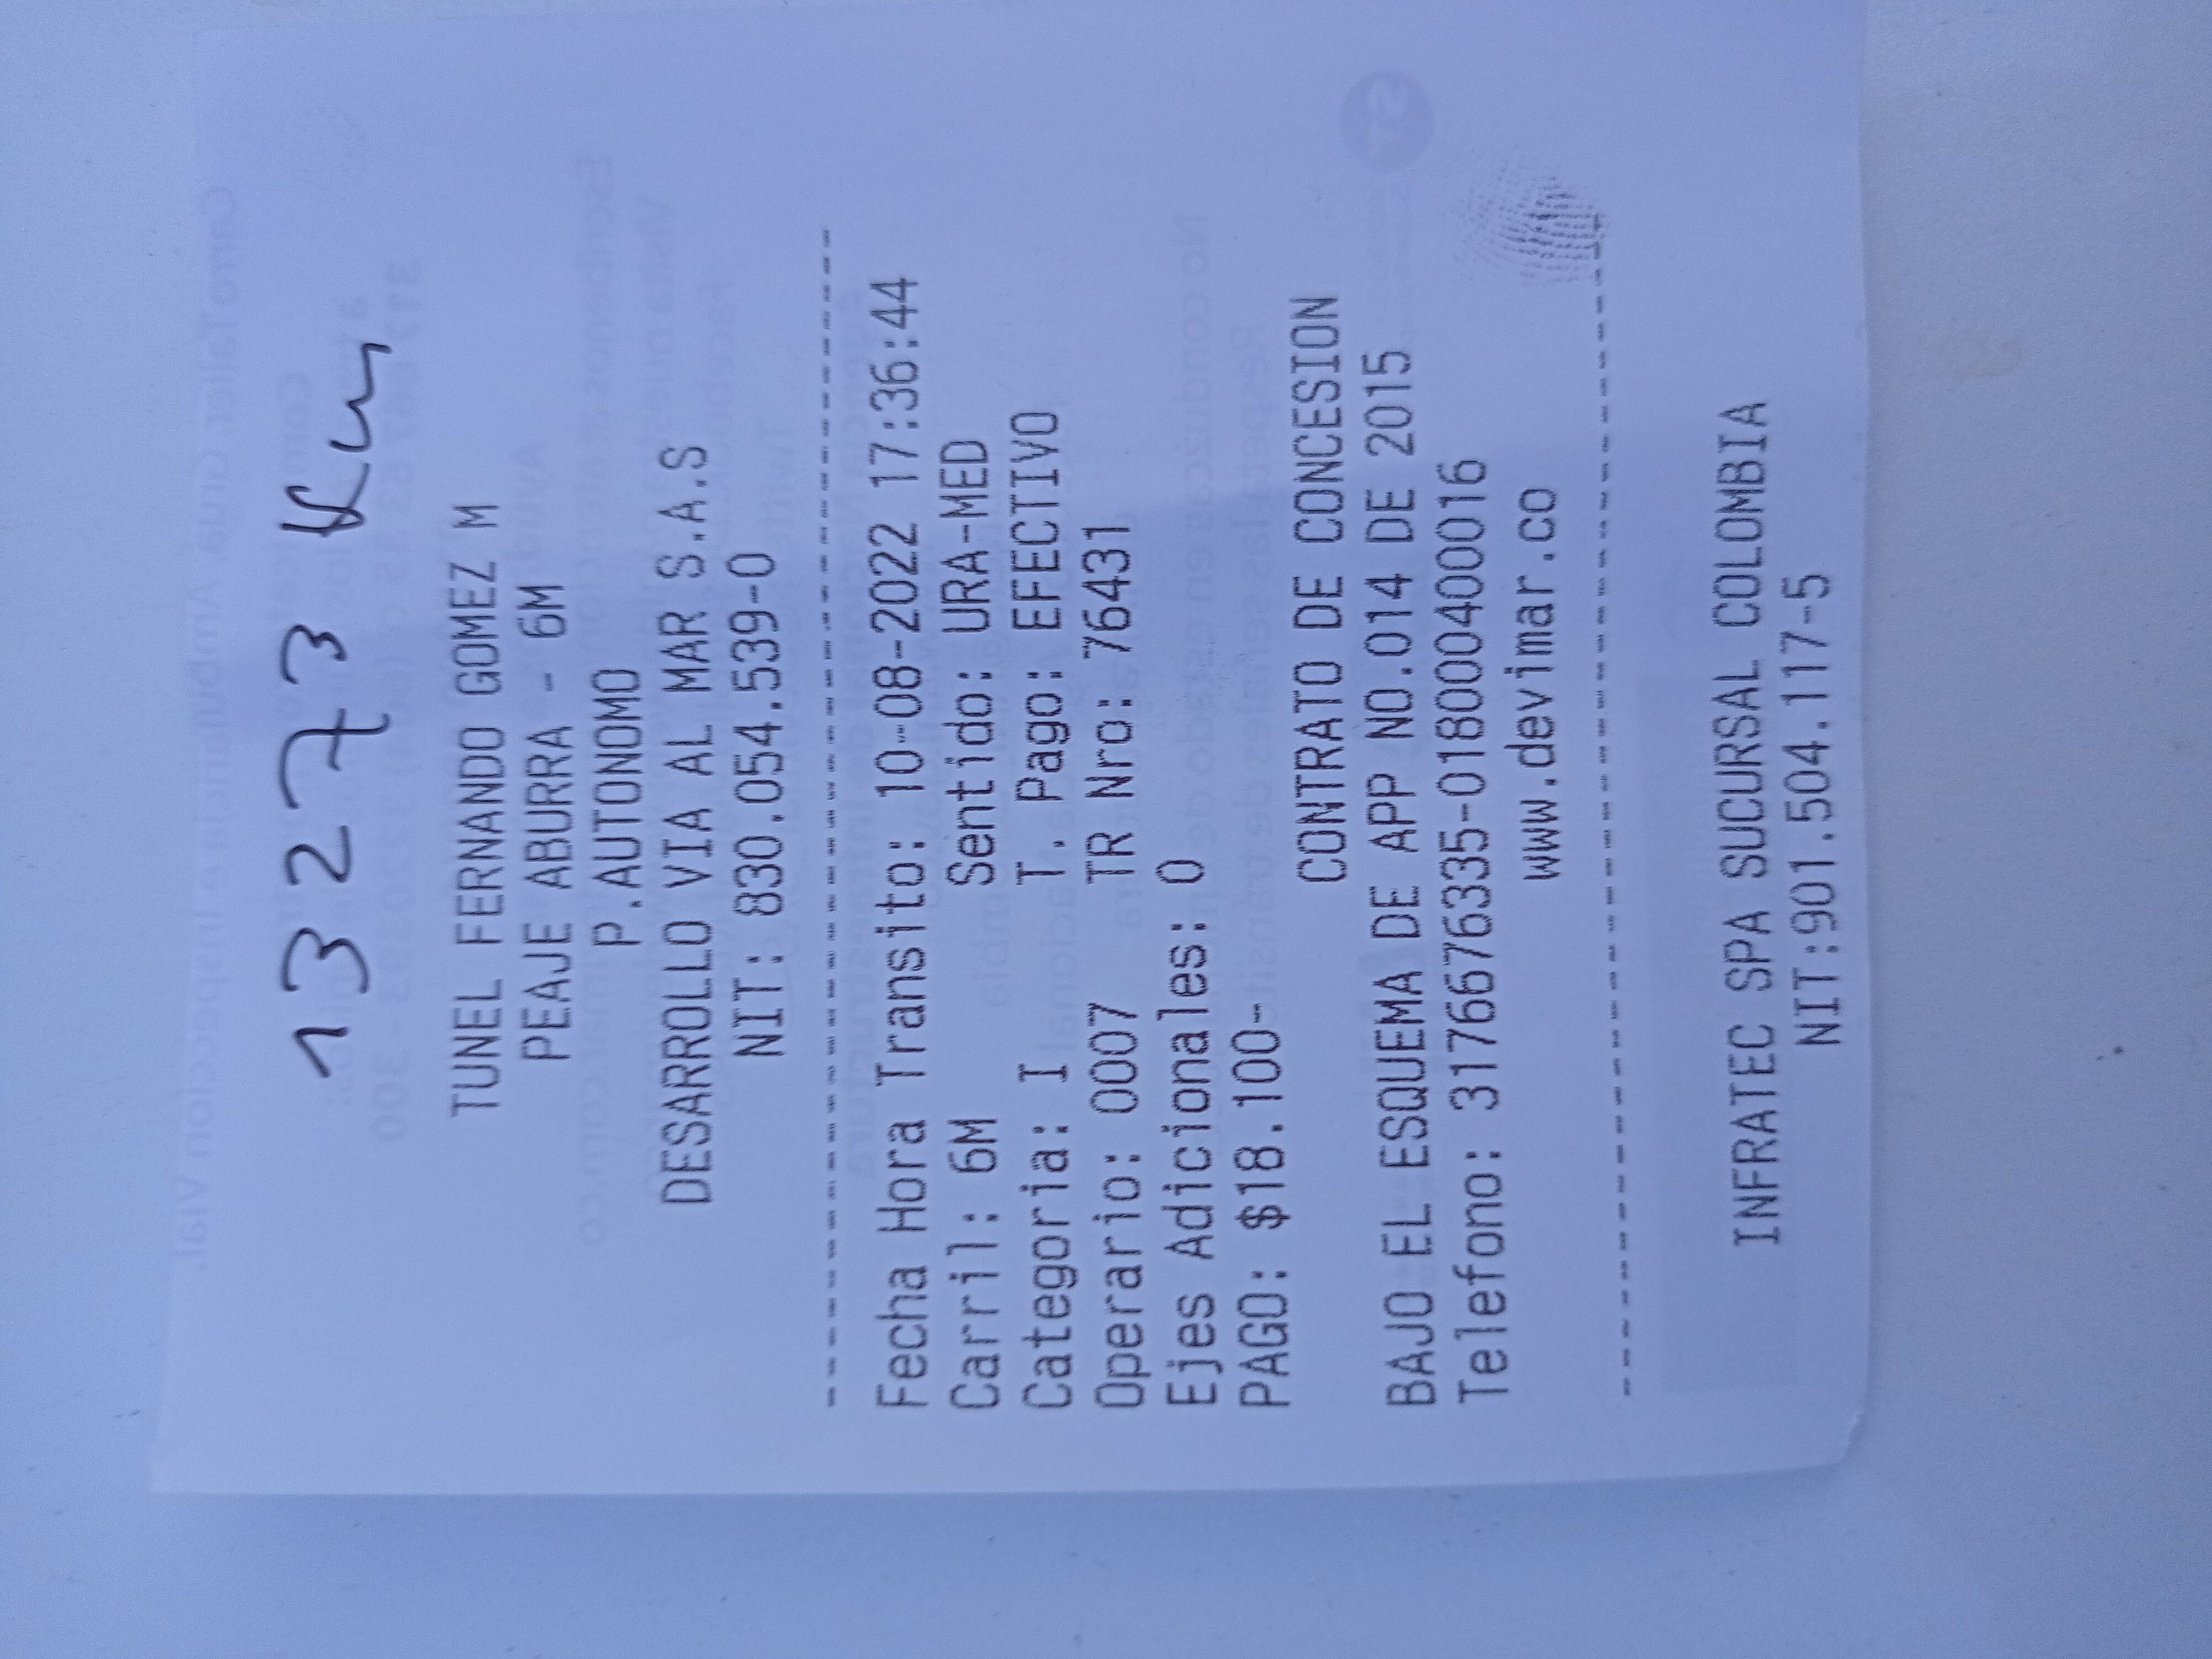 13273 Km
TUNEL FERNANDO GOMEZ M
PEAJE ABURRA - 6M
P.AUTONOMO
DESARROLLO VIA AL MAR S.A.S
NIT: 830.054.539-0
Fecha Hora Transito: 10-08-2022 17:36:44
Carril: 6M Sentido: URA-MED
Categoria: I T. Pago: EFECTIVO
Operario: 0007 TR Nro: 76431
Ejes Adicionales: 0
PAGO: $18.100-
CONTRATO DE CONCESION
BAJO EL ESQUEMA DE APP NO.014 DE 2015
Telefono: 3176676335-018000400016
www.devimar.co
INFRATEC SPA SUCURSAL COLOMBIA
NIT:901.504.117-5